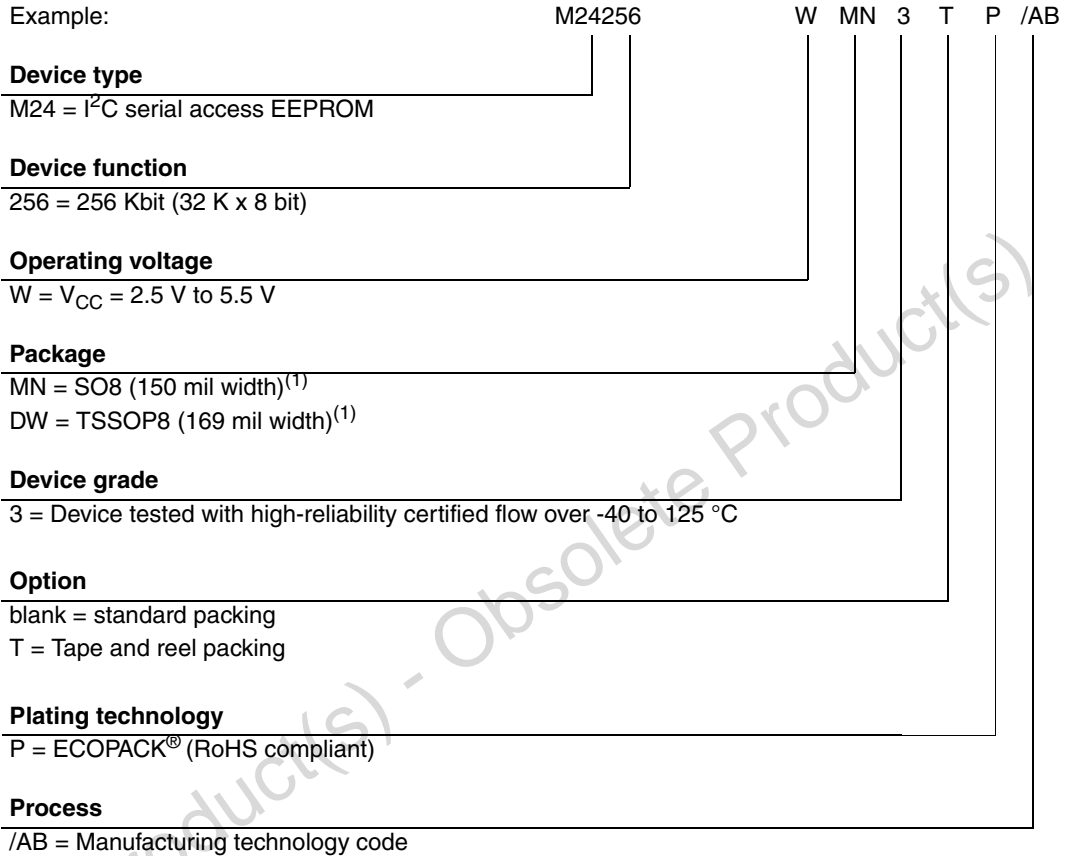 Example: M24256 W MN 3 T P /AB
Device type
M24 = I²C serial access EEPROM
Device function
256 = 256 Kbit (32 K x 8 bit)
Operating voltage
W = VCC = 2.5 V to 5.5 V
Package
MN = SO8 (150 mil width)(1)
DW = TSSOP8 (169 mil width)(1)
Device grade
3 = Device tested with high-reliability certified flow over -40 to 125 °C
Option
blank = standard packing
T = Tape and reel packing
Plating technology
P = ECOPACK® (RoHS compliant)
Process
/AB = Manufacturing technology code
Product(s) - Obsolete Product(s)